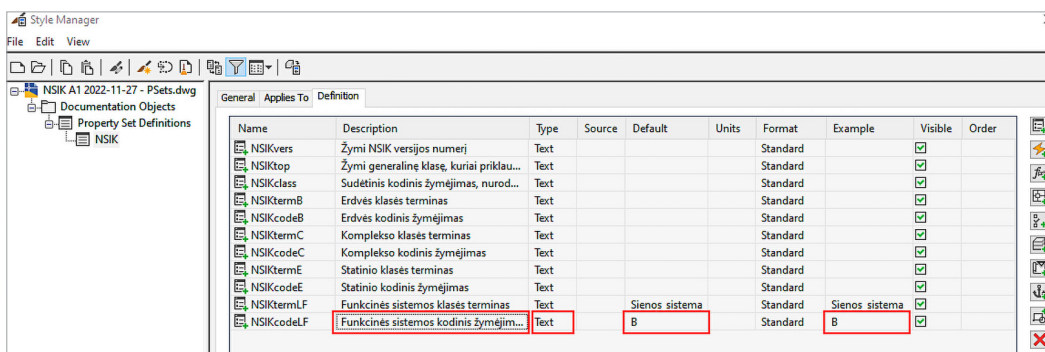 Style Manager
File Edit View
NSIK A1 2022-11-27 - PSets.dwg
Documentation Objects
Property Set Definitions
NSIK
General Applies To Definition
Name Description Type Source Default Units Format Example Visible Order
NSIKvers Žymi NSIK versijos numerį Text Standard
NSIKtop Žymi generalinę klasę, kuriai priklau... Text Standard
NSIKclass Sudėtinis kodinis žymėjimas, nurod... Text Standard
NSIKtermB Erdvės klasės terminas Text Standard
NSIKcodeB Erdvės kodinis žymėjimas Text Standard
NSIKtermC Komplekso klasės terminas Text Standard
NSIKcodeC Komplekso kodinis žymėjimas Text Standard
NSIKtermE Statinio klasės terminas Text Standard
NSIKcodeE Statinio kodinis žymėjimas Text Standard
NSIKtermLF Funkcinės sistemos klasės terminas Text Sienos sistema Standard Sienos sistema
NSIKcodeLF Funkcinės sistemos kodinis žymėjim... Text B Standard B